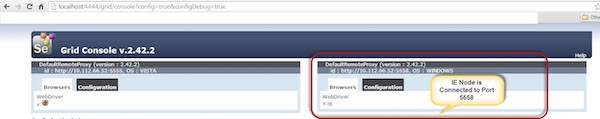 localhost:4444/grid/console?config=true&configDebug=true
Se
Grid Console v.2.42.2
Help
DefaultRemoteProxy (version : 2.42.2)
id : http://10.112.66.52:5555, OS : VISTA
Browsers
Configuration
WebDriver
v:
DefaultRemoteProxy (version : 2.42.2)
id : http://10.112.66.52:5558, OS : WINDOWS
Browsers
Configuration
WebDriver
IE Node is
Connected to Port
5558